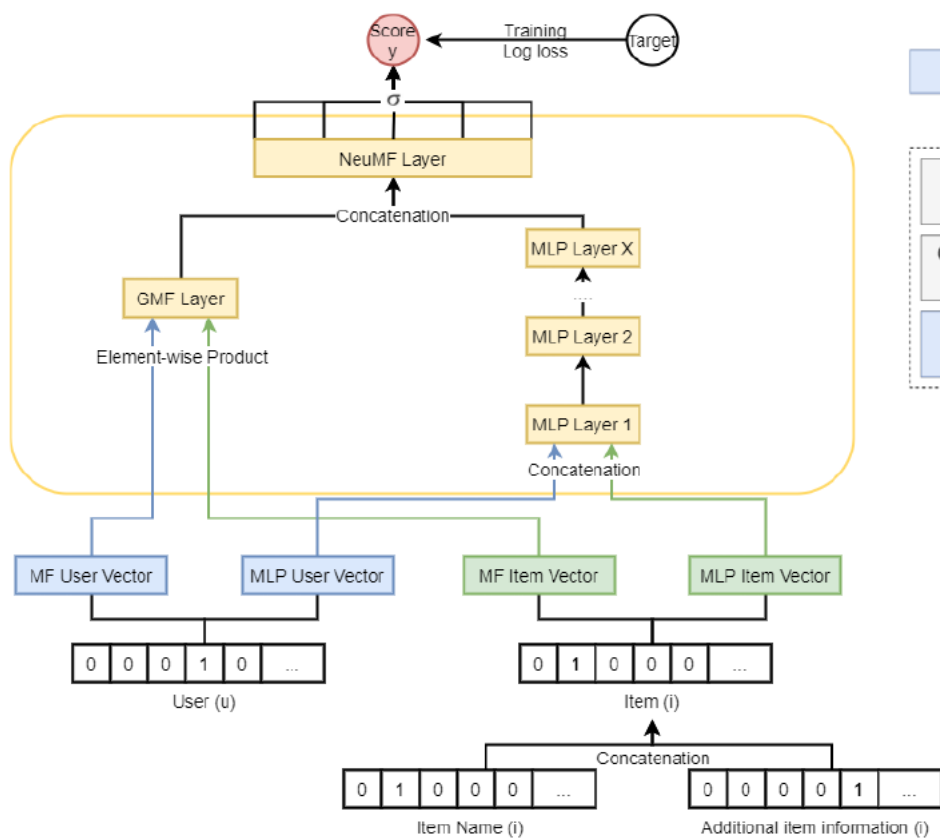 Score
y
Training
Log loss
Target
σ
NeuMF Layer
Concatenation
MLP Layer X
....
GMF Layer
MLP Layer 2
Element-wise Product
MLP Layer 1
Concatenation
MF User Vector
MLP User Vector
MF Item Vector
MLP Item Vector
0 0 0 1 0 ...
0 1 0 0 0 ...
User (u)
Item (i)
Concatenation
0 1 0 0 0 ...
0 0 0 0 1 ...
Item Name (i)
Additional item information (i)